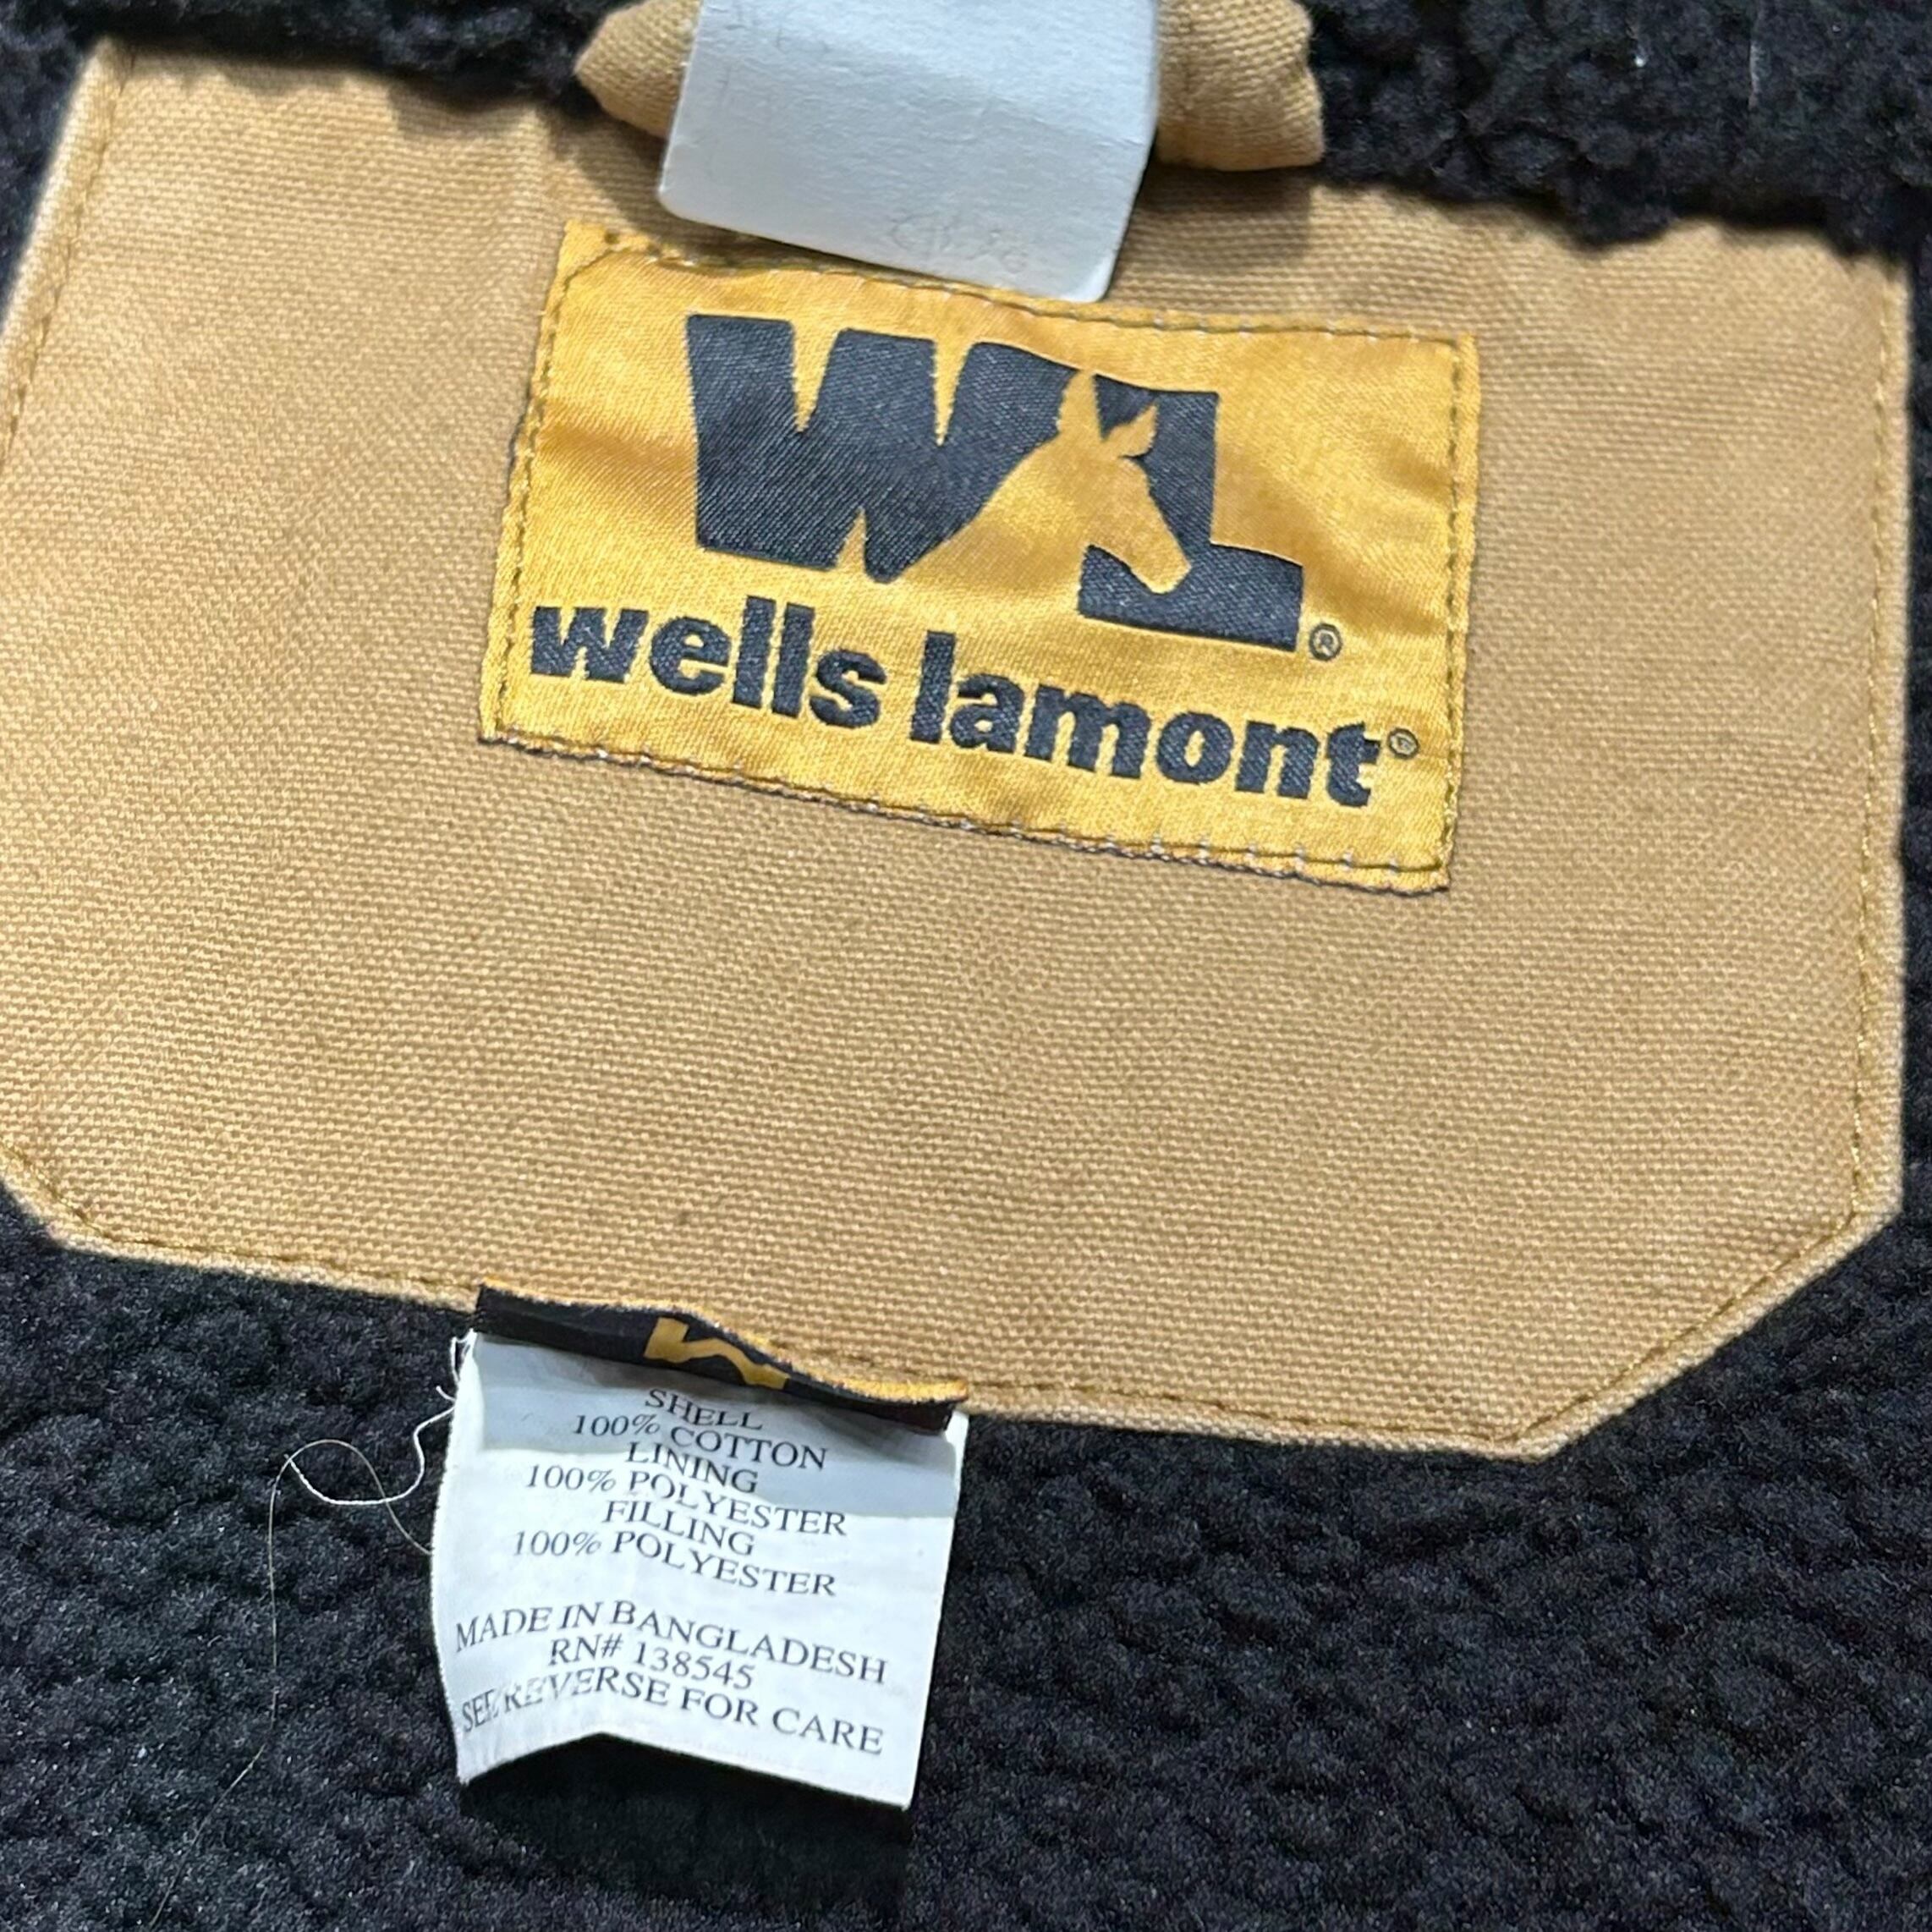 WL®
wells lamont®
SHELL
100% COTTON
LINING
100% POLYESTER
FILLING
100% POLYESTER
MADE IN BANGLADESH
RN# 138545
SEE REVERSE FOR CARE